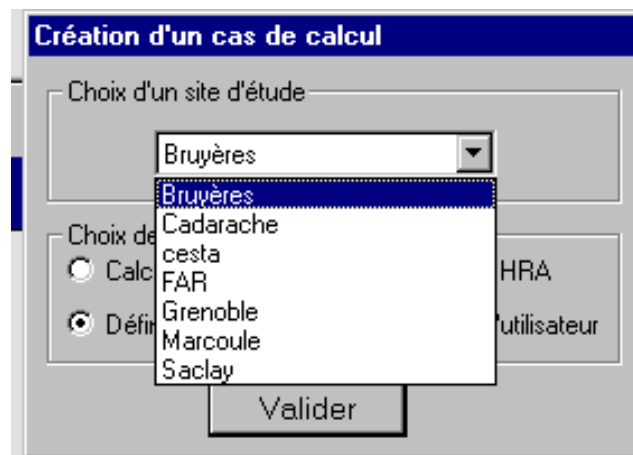 Création d'un cas de calcul
Choix d'un site d'étude
Bruyères
Bruyères
Cadarache
cesta
FAR
Grenoble
Marcoule
Saclay
Choix
HRA
l'utilisateur
Valider